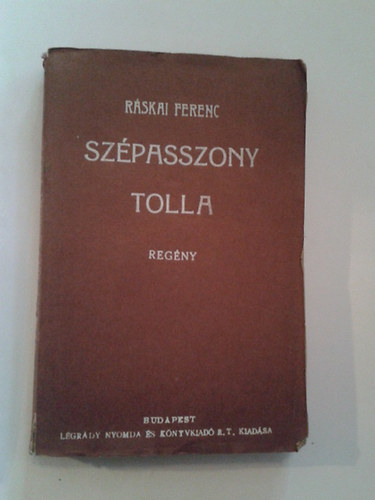 RÁSKAI FERENC
SZÉPASSZONY
TOLLA
REGÉNY
BUDAPEST
LÉGRÁDY NYOMDA ÉS KÖNYVKIADÓ R.T. KIADÁSA